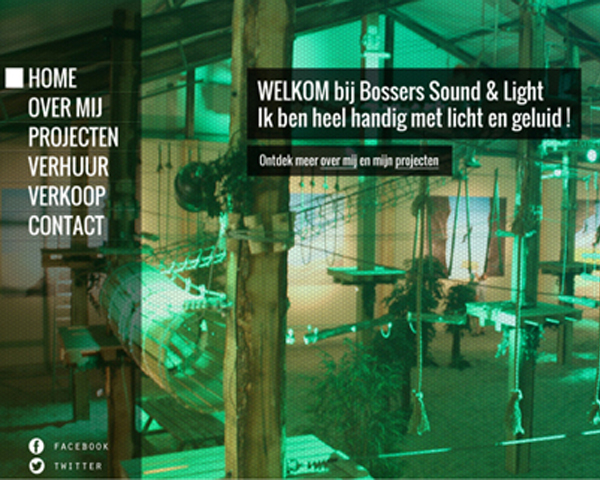 HOME
OVER MIJ
PROJECTEN
VERHUUR
VERKOOP
CONTACT
WELKOM bij Bossers Sound & Light
Ik ben heel handig met licht en geluid !
Ontdek meer over mij en mijn projecten
FACEBOOK
TWITTER